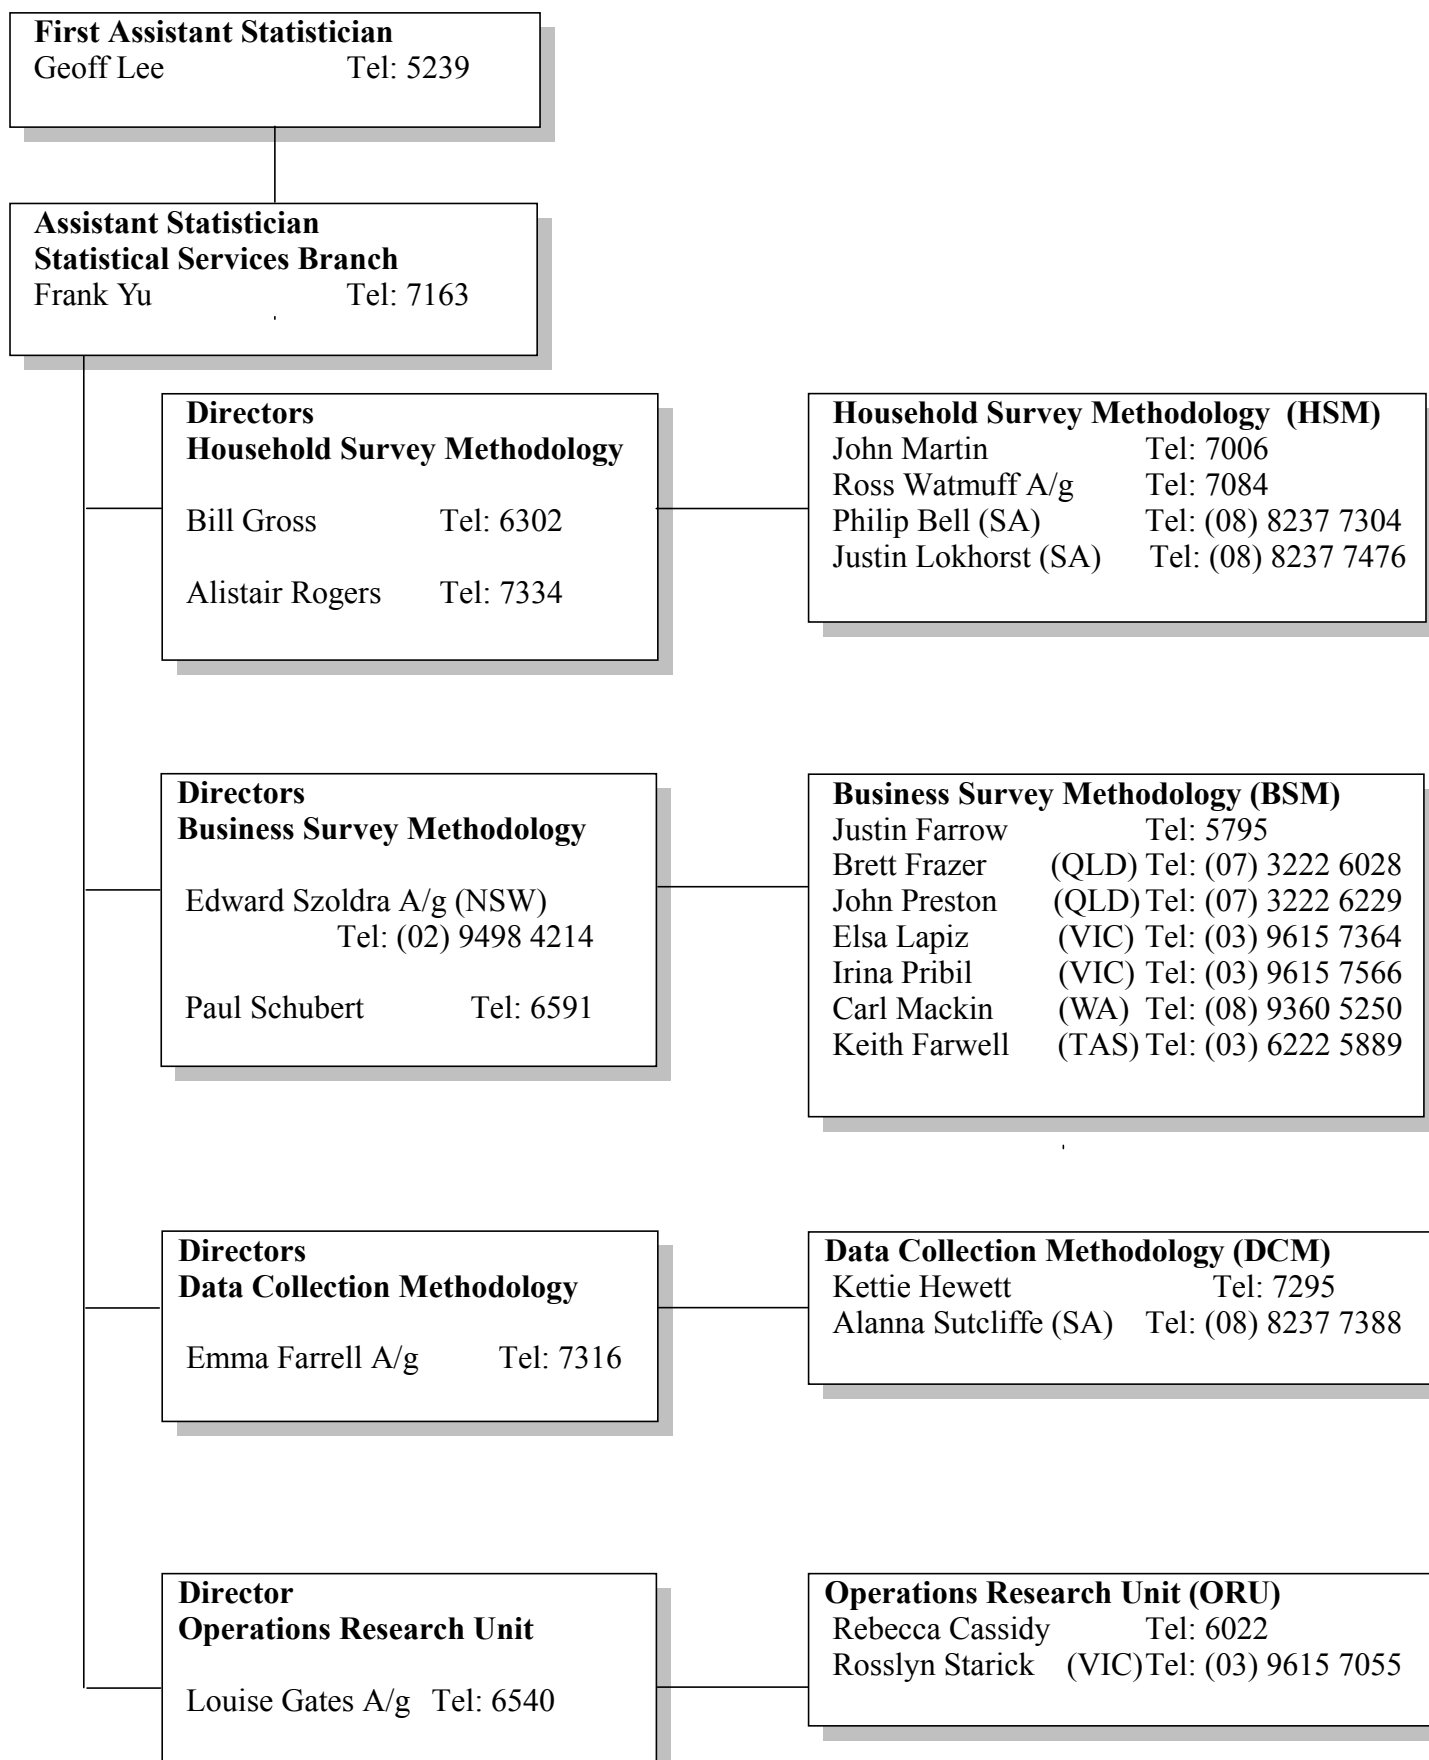 First Assistant Statistician
Geoff Lee Tel: 5239
Assistant Statistician
Statistical Services Branch
Frank Yu Tel: 7163
Directors
Household Survey Methodology
Bill Gross Tel: 6302
Alistair Rogers Tel: 7334
Household Survey Methodology (HSM)
John Martin Tel: 7006
Ross Watmuff A/g Tel: 7084
Philip Bell (SA) Tel: (08) 8237 7304
Justin Lokhorst (SA) Tel: (08) 8237 7476
Directors
Business Survey Methodology
Edward Szoldra A/g (NSW)
Tel: (02) 9498 4214
Paul Schubert Tel: 6591
Business Survey Methodology (BSM)
Justin Farrow Tel: 5795
Brett Frazer (QLD) Tel: (07) 3222 6028
John Preston (QLD) Tel: (07) 3222 6229
Elsa Lapiz (VIC) Tel: (03) 9615 7364
Irina Pribil (VIC) Tel: (03) 9615 7566
Carl Mackin (WA) Tel: (08) 9360 5250
Keith Farwell (TAS) Tel: (03) 6222 5889
Directors
Data Collection Methodology
Emma Farrell A/g Tel: 7316
Data Collection Methodology (DCM)
Kettie Hewett Tel: 7295
Alanna Sutcliffe (SA) Tel: (08) 8237 7388
Director
Operations Research Unit
Louise Gates A/g Tel: 6540
Operations Research Unit (ORU)
Rebecca Cassidy Tel: 6022
Rosslyn Starick (VIC) Tel: (03) 9615 7055